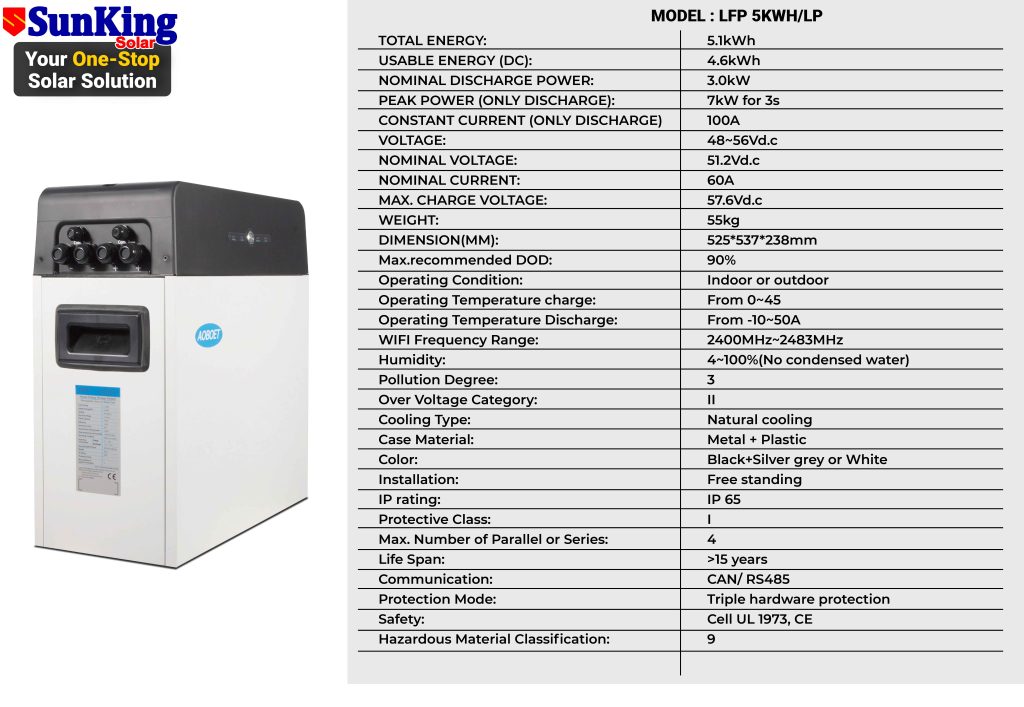 SunKing
Solar
Your One-Stop
Solar Solution
AOBOET
MODEL : LFP 5KWH/LP
TOTAL ENERGY: 5.1kWh
USABLE ENERGY (DC): 4.6kWh
NOMINAL DISCHARGE POWER: 3.0kW
PEAK POWER (ONLY DISCHARGE): 7kW for 3s
CONSTANT CURRENT (ONLY DISCHARGE) 100A
VOLTAGE: 48~56Vd.c
NOMINAL VOLTAGE: 51.2Vd.c
NOMINAL CURRENT: 60A
MAX. CHARGE VOLTAGE: 57.6Vd.c
WEIGHT: 55kg
DIMENSION(MM): 525*537*238mm
Max.recommended DOD: 90%
Operating Condition: Indoor or outdoor
Operating Temperature charge: From 0~45
Operating Temperature Discharge: From -10~50A
WIFI Frequency Range: 2400MHz~2483MHz
Humidity: 4~100%(No condensed water)
Pollution Degree: 3
Over Voltage Category: II
Cooling Type: Natural cooling
Case Material: Metal + Plastic
Color: Black+Silver grey or White
Installation: Free standing
IP rating: IP 65
Protective Class: I
Max. Number of Parallel or Series: 4
Life Span: >15 years
Communication: CAN/ RS485
Protection Mode: Triple hardware protection
Safety: Cell UL 1973, CE
Hazardous Material Classification: 9